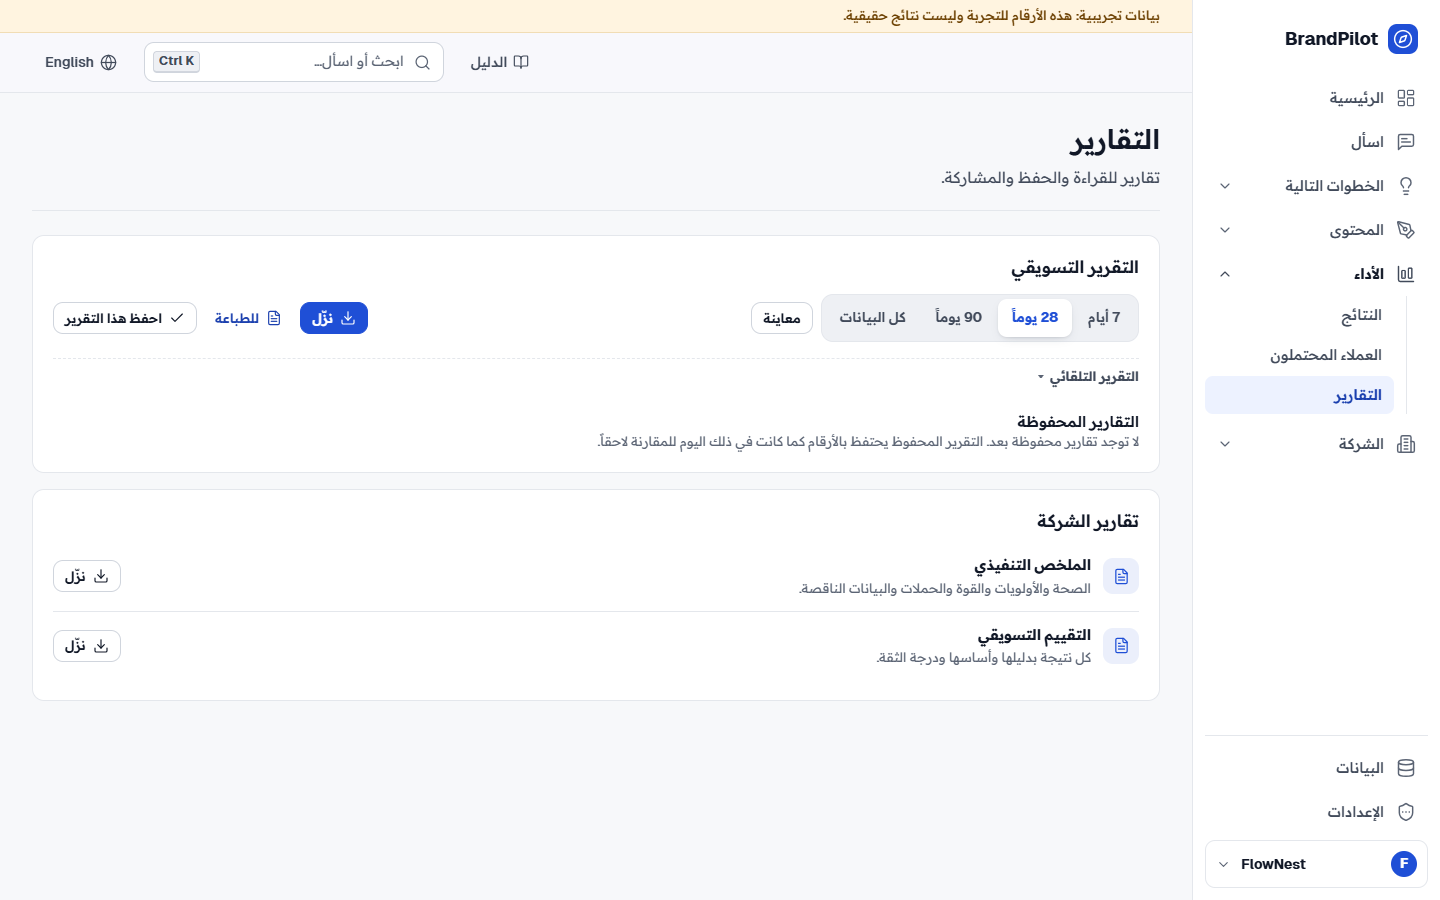 بيانات تجريبية: هذه الأرقام للتجربة وليست نتائج حقيقية.
BrandPilot
الرئيسية
اسأل
الخطوات التالية
المحتوى
الأداء
النتائج
العملاء المحتملون
التقارير
الشركة
البيانات
الإعدادات
F FlowNest
الدليل
ابحث أو اسأل... Ctrl K
English
التقارير
تقارير للقراءة والحفظ والمشاركة.
التقرير التسويقي
7 أيام 28 يوماً 90 يوماً كل البيانات معاينة نزّل للطباعة احفظ هذا التقرير
التقرير التلقائي
التقارير المحفوظة
لا توجد تقارير محفوظة بعد. التقرير المحفوظ يحتفظ بالأرقام كما كانت في ذلك اليوم للمقارنة لاحقاً.
تقارير الشركة
الملخص التنفيذي
الصحة والأولويات والقوة والحملات والبيانات الناقصة.
نزّل
التقييم التسويقي
كل نتيجة بدليلها وأساسها ودرجة الثقة.
نزّل